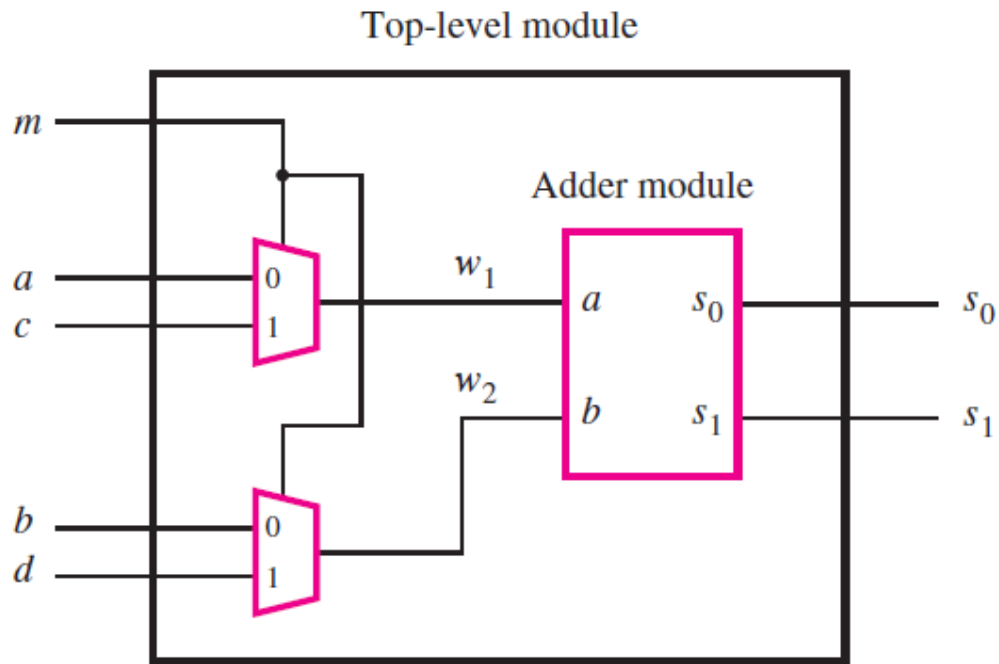 Top-level module
m
Adder module
a
0
c
1
w1
a
s0
s0
w2
b
s1
s1
b
0
d
1